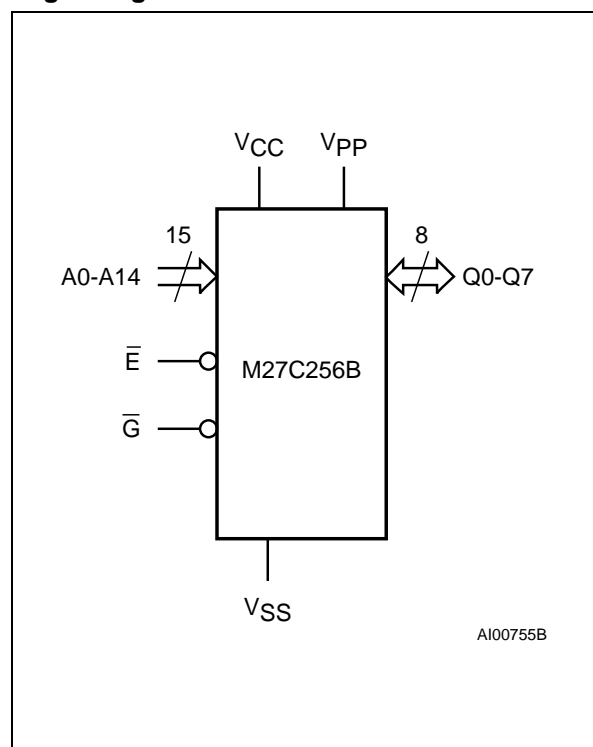 VCC VPP
15 8
A0-A14 Q0-Q7
E̅ M27C256B
G̅
VSS
AI00755B